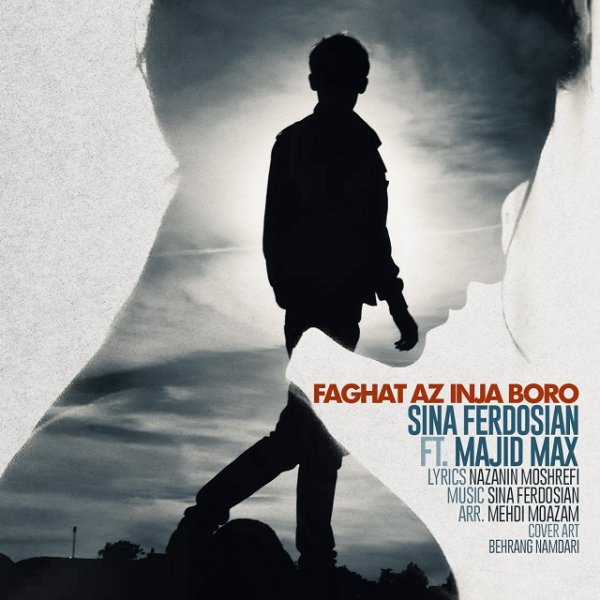 FAGHAT AZ INJA BORO
SINA FERDOSIAN
FT. MAJID MAX
LYRICS NAZANIN MOSHREFI
MUSIC SINA FERDOSIAN
ARR. MEHDI MOAZAM
COVER ART
BEHRANG NAMDARI